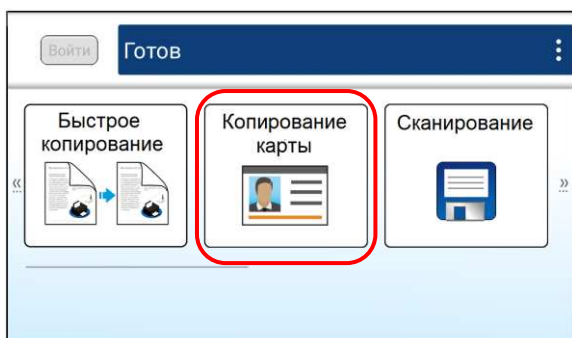 Войти
Готов
Быстрое
копирование
Копирование
карты
Сканирование
«
»